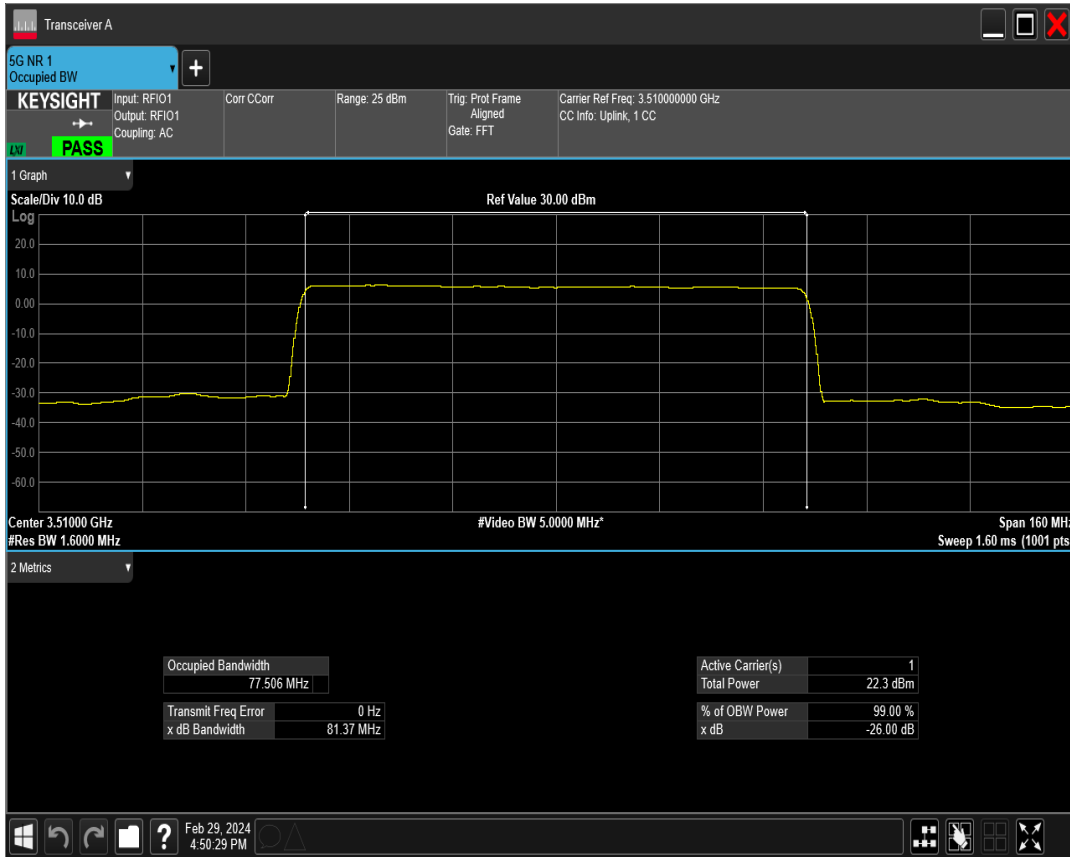 Transceiver A
5G NR 1
Occupied BW
+
KEYSIGHT
LXI
PASS
Input: RFIO1
Output: RFIO1
Coupling: AC
Corr CCorr
Range: 25 dBm
Trig: Prot Frame
Aligned
Gate: FFT
Carrier Ref Freq: 3.510000000 GHz
CC Info: Uplink, 1 CC
1 Graph
Scale/Div 10.0 dB
Ref Value 30.00 dBm
Log
20.0
10.0
0.00
-10.0
-20.0
-30.0
-40.0
-50.0
-60.0
Center 3.51000 GHz
#Video BW 5.0000 MHz*
Span 160 MHz
#Res BW 1.6000 MHz
Sweep 1.60 ms (1001 pts
2 Metrics
Occupied Bandwidth
77.506 MHz
Transmit Freq Error 0 Hz
x dB Bandwidth 81.37 MHz
Active Carrier(s) 1
Total Power 22.3 dBm
% of OBW Power 99.00 %
x dB -26.00 dB
?
Feb 29, 2024
4:50:29 PM